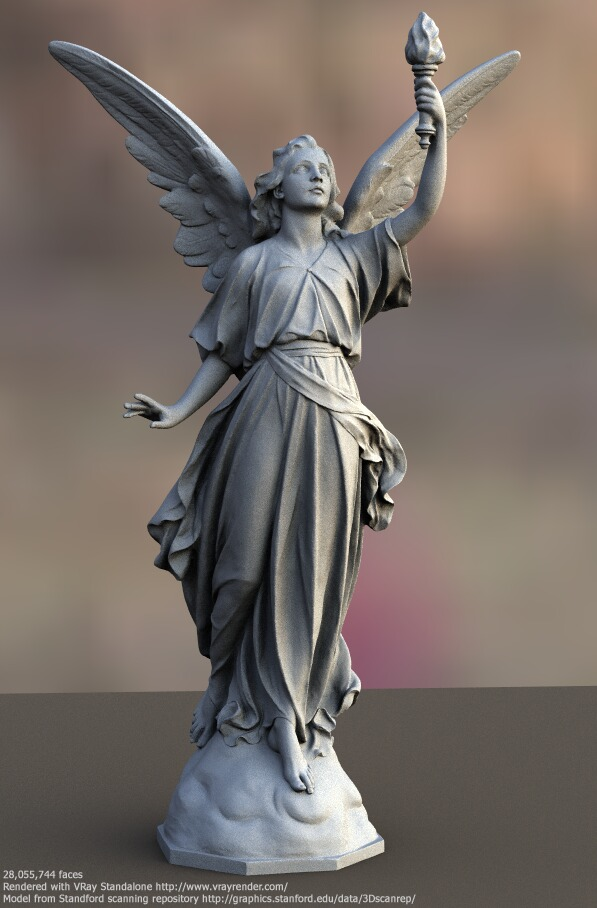 28,055,744 faces
Rendered with VRay Standalone http://www.vrayrender.com/
Model from Standford scanning repository http://graphics.stanford.edu/data/3Dscanrep/